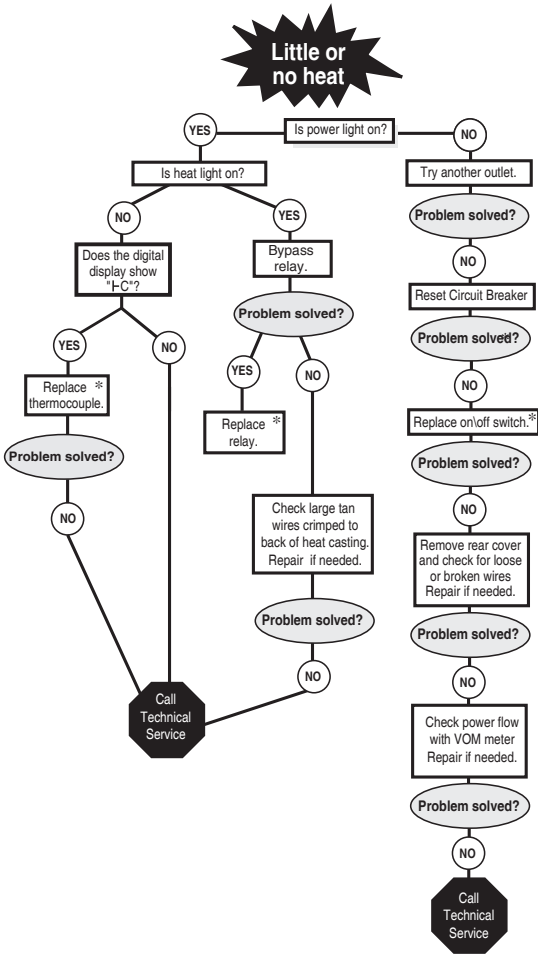 Little or
no heat
Is power light on?
YES
NO
Is heat light on?
NO
Does the digital
display show
"⊢C"?
YES
Replace *
thermocouple.
Problem solved?
NO
NO
YES
Bypass
relay.
Problem solved?
YES
Replace *
relay.
NO
Check large tan
wires crimped to
back of heat casting.
Repair if needed.
Problem solved?
NO
Call
Technical
Service
Try another outlet.
Problem solved?
NO
Reset Circuit Breaker
Problem solved?
NO
Replace on\off switch.*
Problem solved?
NO
Remove rear cover
and check for loose
or broken wires
Repair if needed.
Problem solved?
NO
Check power flow
with VOM meter
Repair if needed.
Problem solved?
NO
Call
Technical
Service